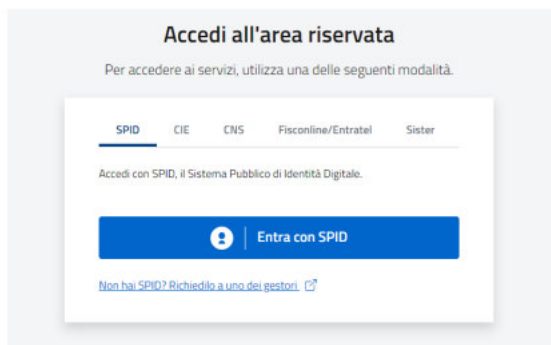 Accedi all'area riservata
Per accedere ai servizi, utilizza una delle seguenti modalità.
SPID CIE CNS Fisconline/Entratel Sister
Accedi con SPID, il Sistema Pubblico di Identità Digitale.
Entra con SPID
Non hai SPID? Richiedilo a uno dei gestori